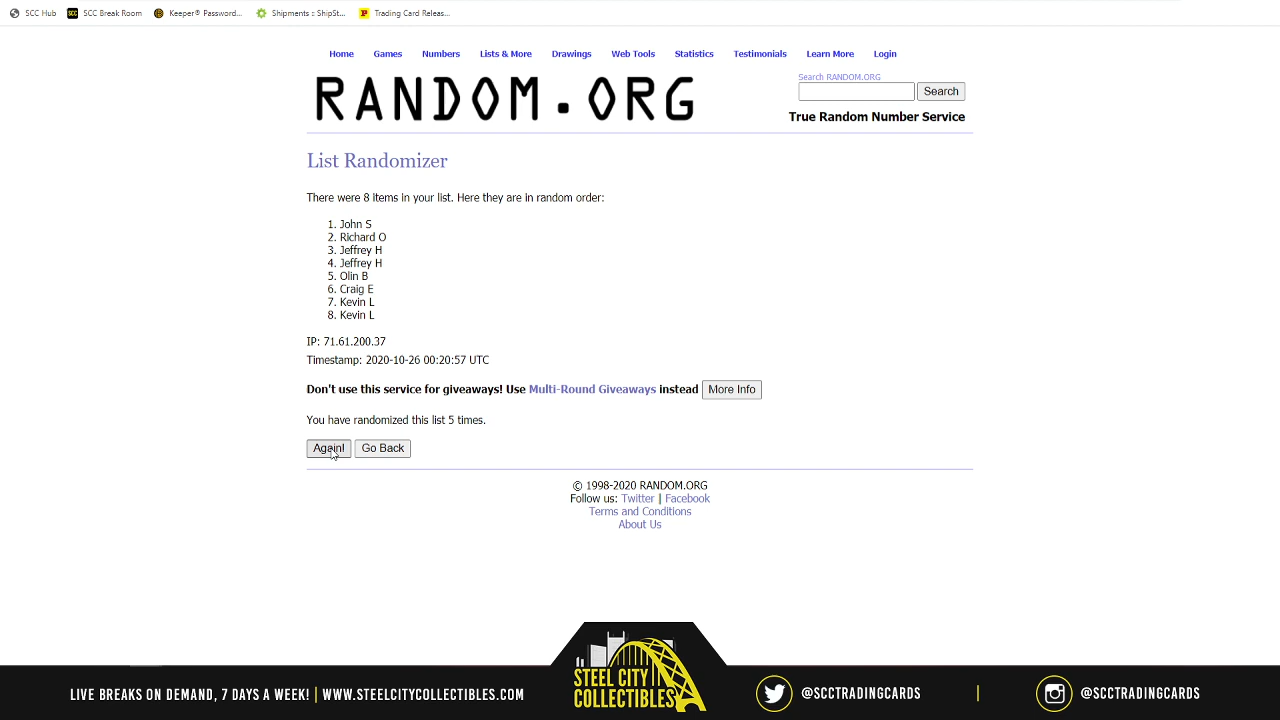 SCC Hub SCC Break Room Keeper® Password... Shipments :: ShipSt... Trading Card Releas...
Home Games Numbers Lists & More Drawings Web Tools Statistics Testimonials Learn More Login
RANDOM.ORG
Search RANDOM.ORG
Search
True Random Number Service
List Randomizer
There were 8 items in your list. Here they are in random order:
1. John S
2. Richard O
3. Jeffrey H
4. Jeffrey H
5. Olin B
6. Craig E
7. Kevin L
8. Kevin L
IP: 71.61.200.37
Timestamp: 2020-10-26 00:20:57 UTC
Don't use this service for giveaways! Use Multi-Round Giveaways instead More Info
You have randomized this list 5 times.
Again! Go Back
© 1998-2020 RANDOM.ORG
Follow us: Twitter | Facebook
Terms and Conditions
About Us
LIVE BREAKS ON DEMAND, 7 DAYS A WEEK! | WWW.STEELCITYCOLLECTIBLES.COM
STEEL CITY
COLLECTIBLES
@SCCTRADINGCARDS | @SCCTRADINGCARDS